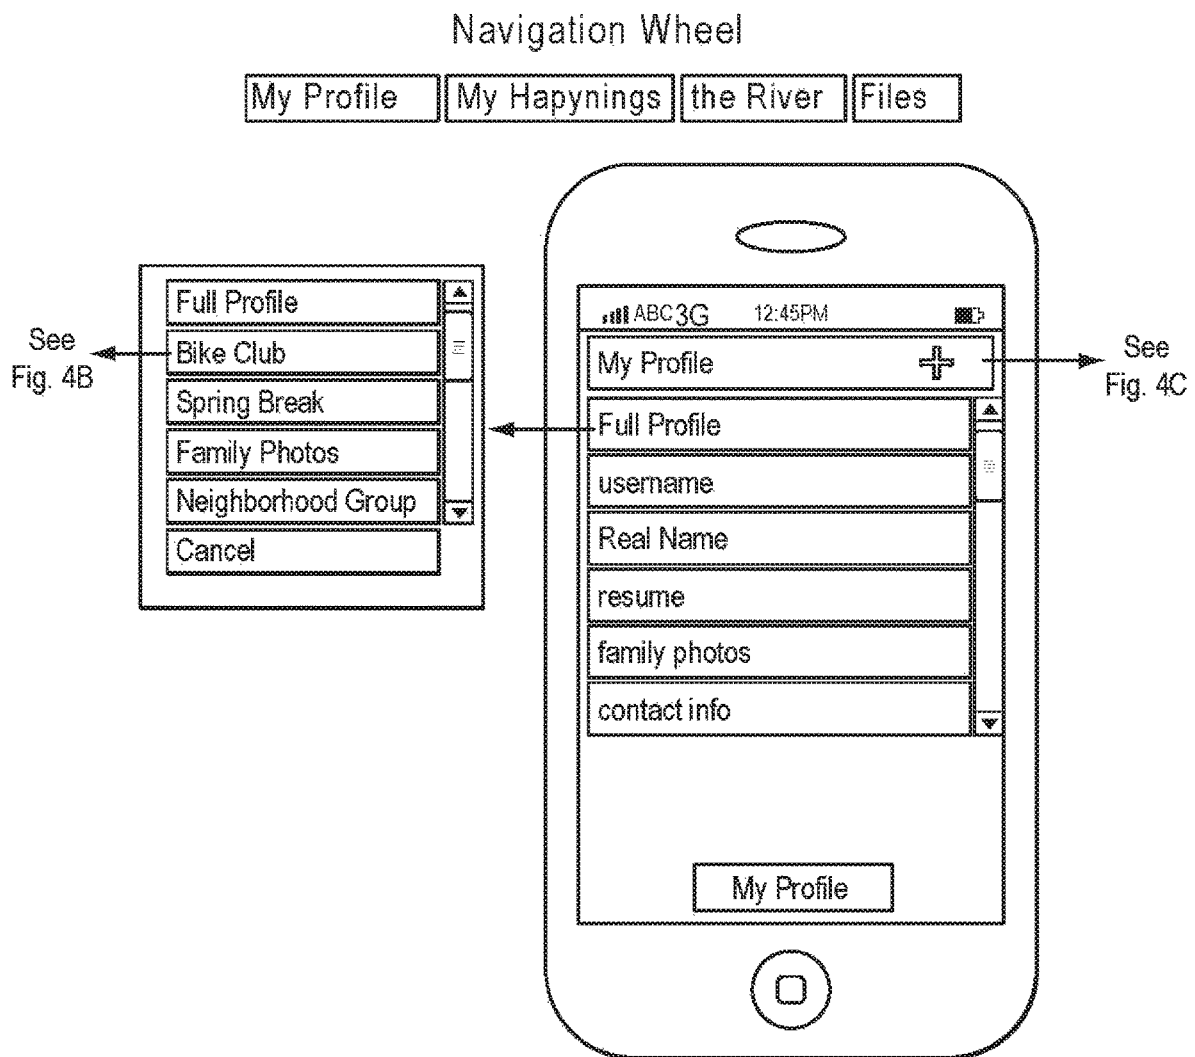 Navigation Wheel
My Profile My Hapynings the River Files
See
Fig. 4B
Full Profile
Bike Club
Spring Break
Family Photos
Neighborhood Group
Cancel
ABC 3G 12:45PM
My Profile
Full Profile
username
Real Name
resume
family photos
contact info
My Profile
See
Fig. 4C